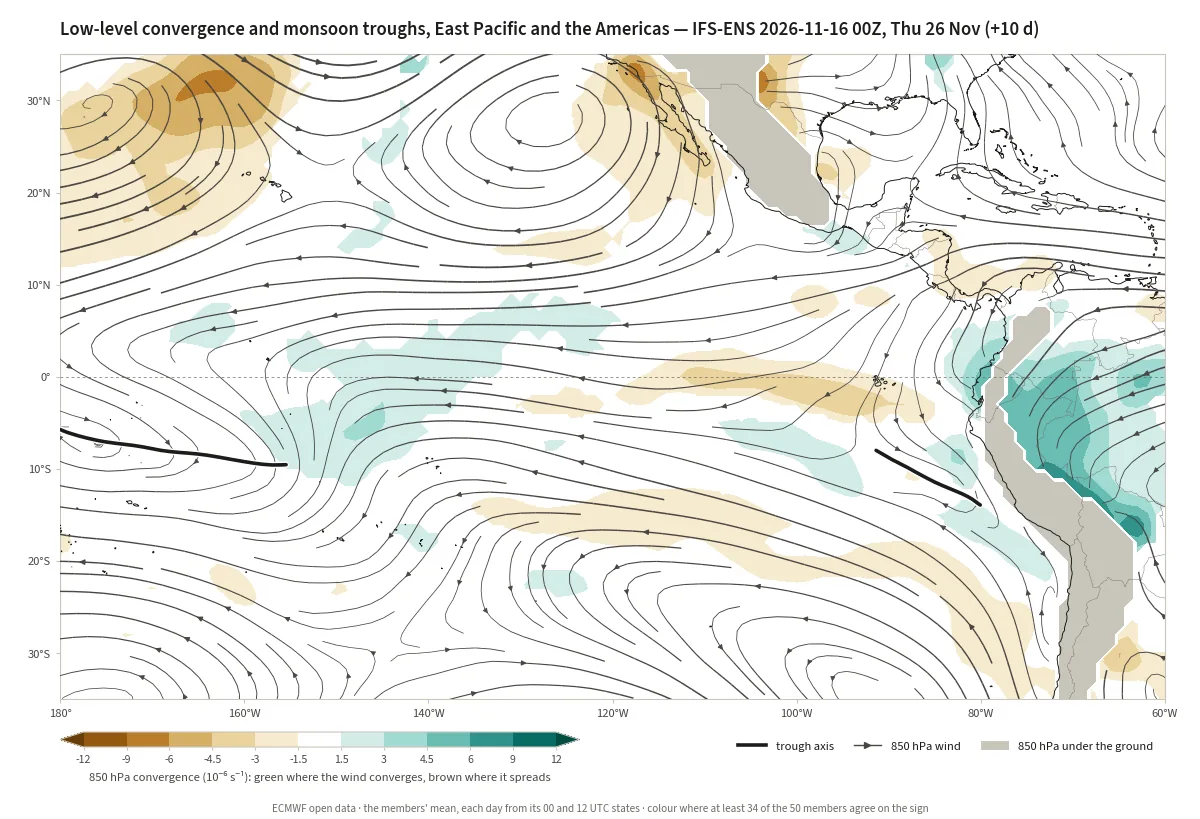 Low-level convergence and monsoon troughs, East Pacific and the Americas — IFS-ENS 2026-11-16 00Z, Thu 26 Nov (+10 d)
30°N
20°N
10°N
0°
10°S
20°S
30°S
180° 160°W 140°W 120°W 100°W 80°W 60°W
-12 -9 -6 -4.5 -3 -1.5 1.5 3 4.5 6 9 12
850 hPa convergence (10⁻⁶ s⁻¹): green where the wind converges, brown where it spreads
trough axis 850 hPa wind 850 hPa under the ground
ECMWF open data · the members' mean, each day from its 00 and 12 UTC states · colour where at least 34 of the 50 members agree on the sign